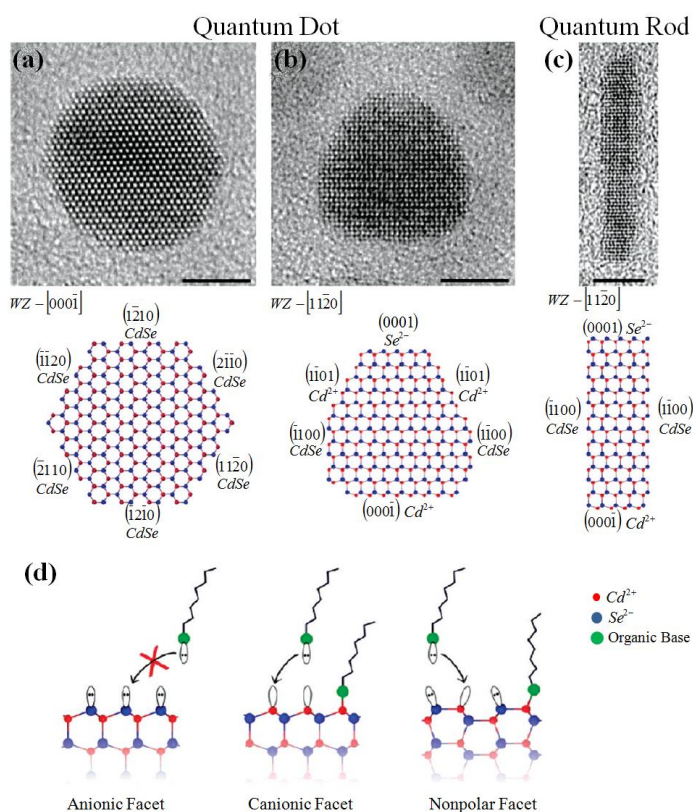 Quantum Dot Quantum Rod
(a) (b) (c)
WZ – [0001̄] WZ – [112̄0] WZ – [112̄0]
(1̄21̄0)
CdSe
(1̄1̄20)
CdSe
(21̄1̄0)
CdSe
(2̄110)
CdSe
(112̄0)
CdSe
(1̄21̄0)
CdSe
(0001)
Se²⁻
(1̄101)
Cd²⁺
(11̄01)
Cd²⁺
(1̄100)
CdSe
(11̄00)
CdSe
(0001̄) Cd²⁺
(0001) Se²⁻
(1̄100)
CdSe
(11̄00)
CdSe
(0001̄) Cd²⁺
(d)
Cd²⁺
Se²⁻
Organic Base
Anionic Facet Canionic Facet Nonpolar Facet